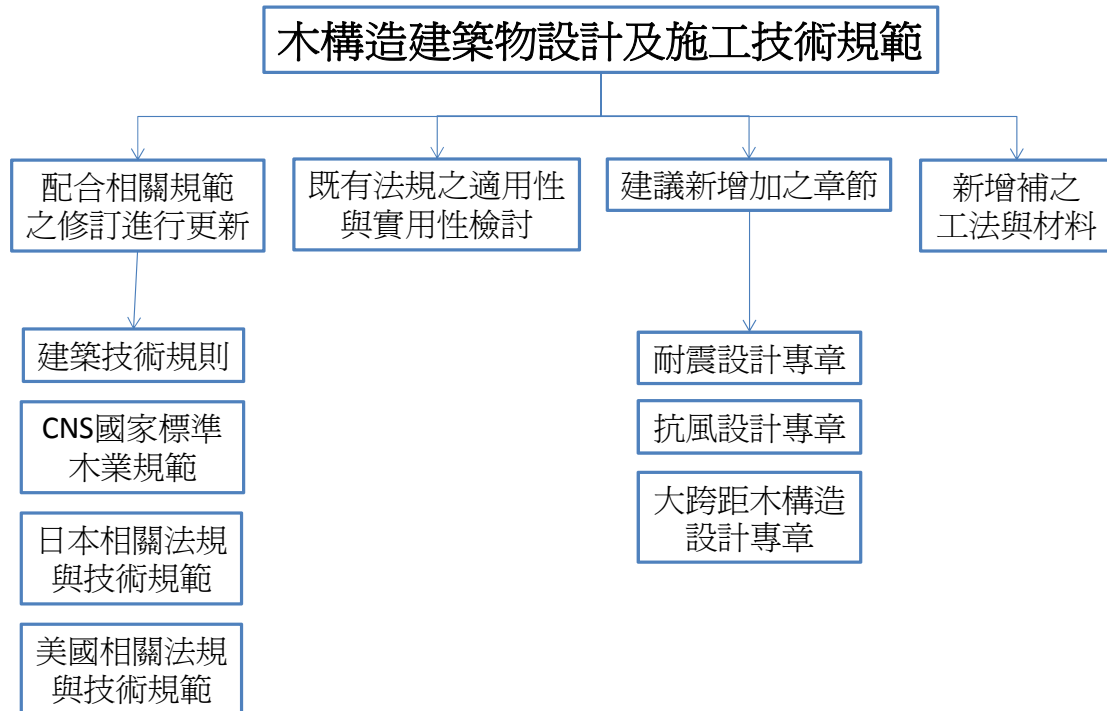 木構造建築物設計及施工技術規範
配合相關規範
之修訂進行更新
既有法規之適用性
與實用性檢討
建議新增加之章節
新增補之
工法與材料
建築技術規則
CNS國家標準
木業規範
日本相關法規
與技術規範
美國相關法規
與技術規範
耐震設計專章
抗風設計專章
大跨距木構造
設計專章